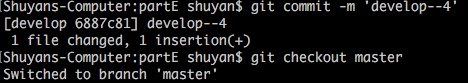 [Shuyans-Computer:partE shuyan$ git commit -m 'develop--4'
[develop 6887c81] develop--4
 1 file changed, 1 insertion(+)
[Shuyans-Computer:partE shuyan$ git checkout master
Switched to branch 'master'